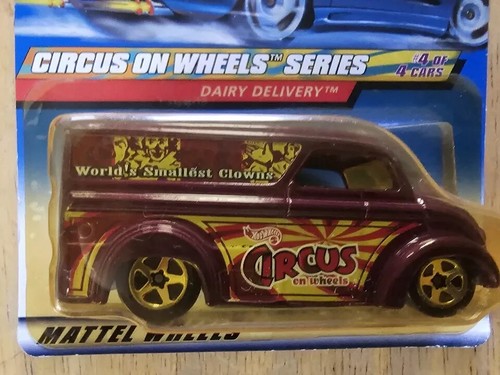 CIRCUS ON WHEELS™ SERIES
#4 OF
4 CARS
DAIRY DELIVERY™
World's Smallest Clowns
Hot Wheels
CIRCUS
on wheels
MATTEL WHEELS